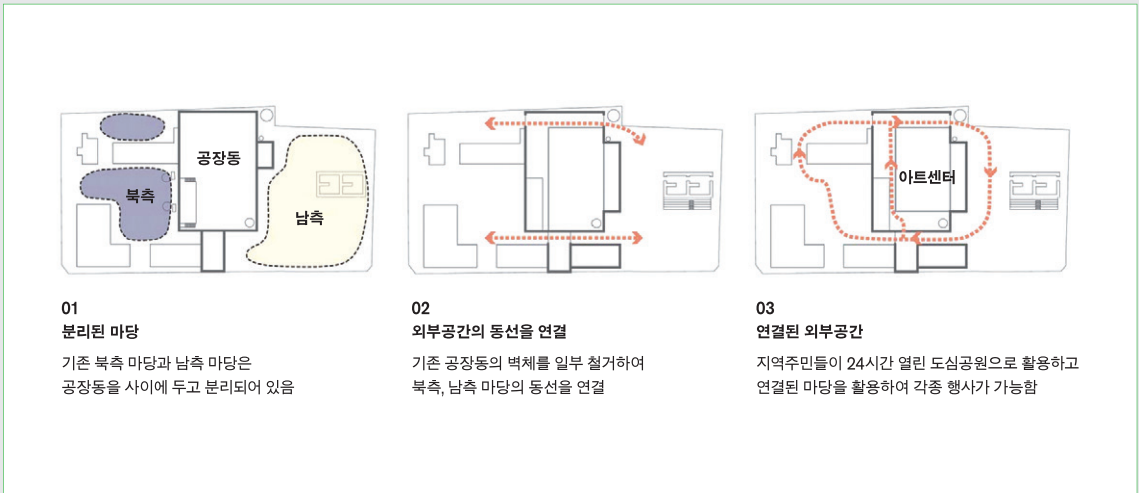 공장동
북측
남측
아트센터
01
분리된 마당
기존 북측 마당과 남측 마당은
공장동을 사이에 두고 분리되어 있음
02
외부공간의 동선을 연결
기존 공장동의 벽체를 일부 철거하여
북측, 남측 마당의 동선을 연결
03
연결된 외부공간
지역주민들이 24시간 열린 도심공원으로 활용하고
연결된 마당을 활용하여 각종 행사가 가능함